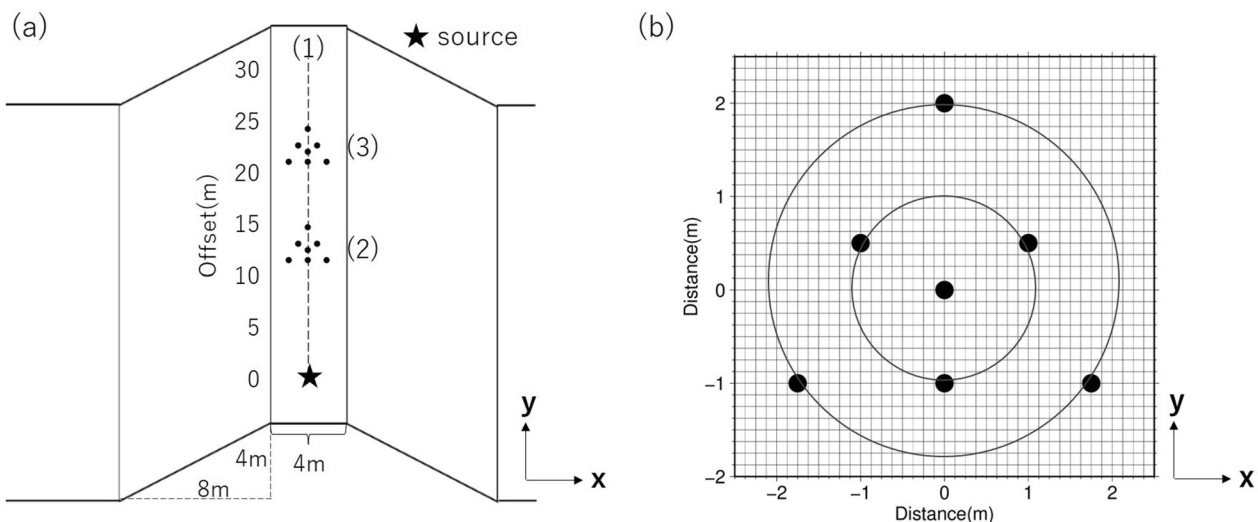 (a)
★ source
(1)
30
25
(3)
20
15
(2)
10
5
0
Offset(m)
4m
4m
8m
y
x
(b)
2
1
0
−1
−2
Distance(m)
−2
−1
0
1
2
Distance(m)
y
x